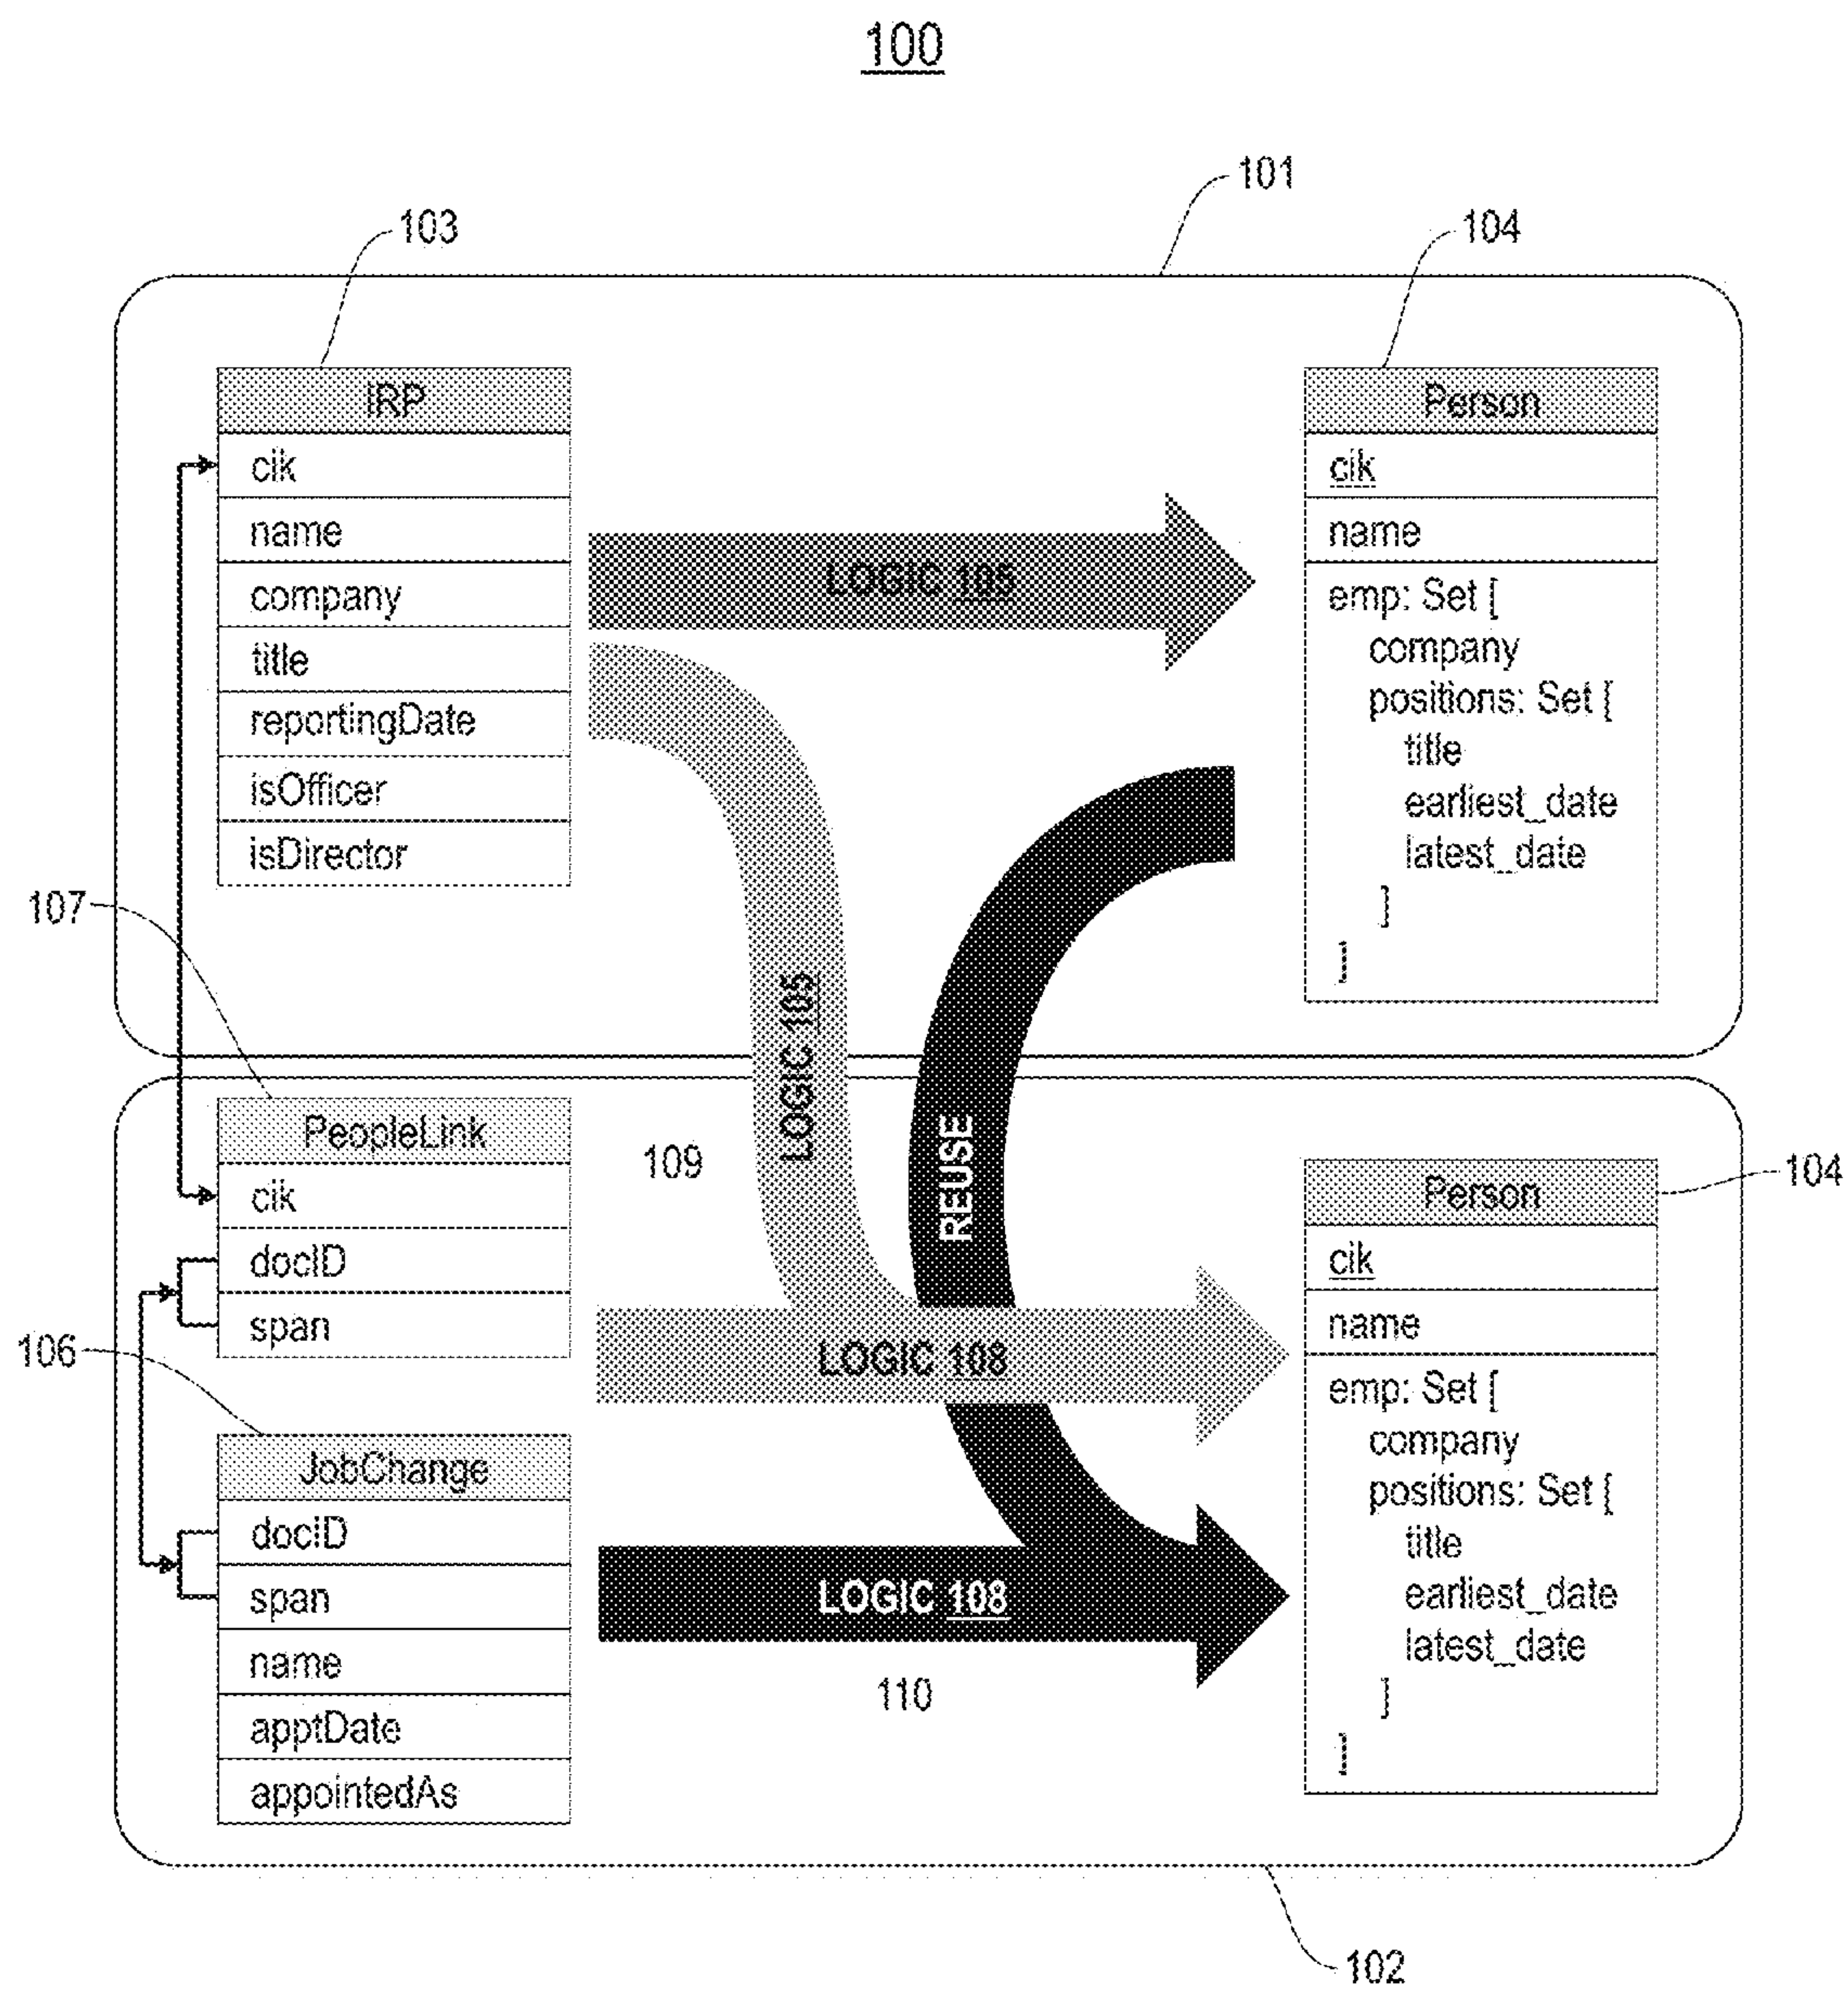 100
101
103
104
IRP
cik
name
company
title
reportingDate
isOfficer
isDirector
LOGIC 105
Person
cik
name
emp: Set [
company
positions: Set [
title
earliest_date
latest_date
]
]
107
LOGIC 105
REUSE
PeopleLink
cik
docID
span
109
106
JobChange
docID
span
name
apptDate
appointedAs
LOGIC 108
LOGIC 108
110
104
Person
cik
name
emp: Set [
company
positions: Set [
title
earliest_date
latest_date
]
]
102